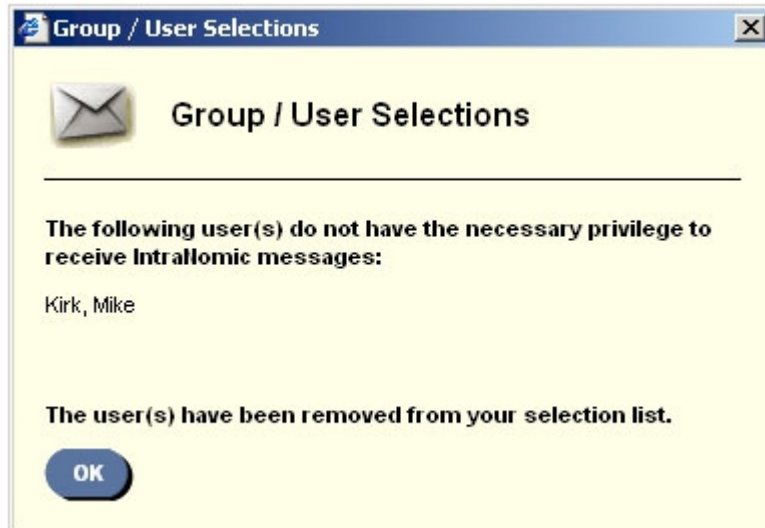 Group / User Selections
Group / User Selections
The following user(s) do not have the necessary privilege to
receive IntraNomic messages:
Kirk, Mike
The user(s) have been removed from your selection list.
OK